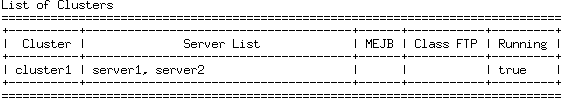 List of Clusters
================================================================================
+----------+---------------------------------------+------+-----------+--------+
| Cluster | Server List | MEJB | Class FTP | Running |
+----------+---------------------------------------+------+-----------+--------+
| cluster1 | server1, server2 | | | true |
+----------+---------------------------------------+------+-----------+--------+
================================================================================